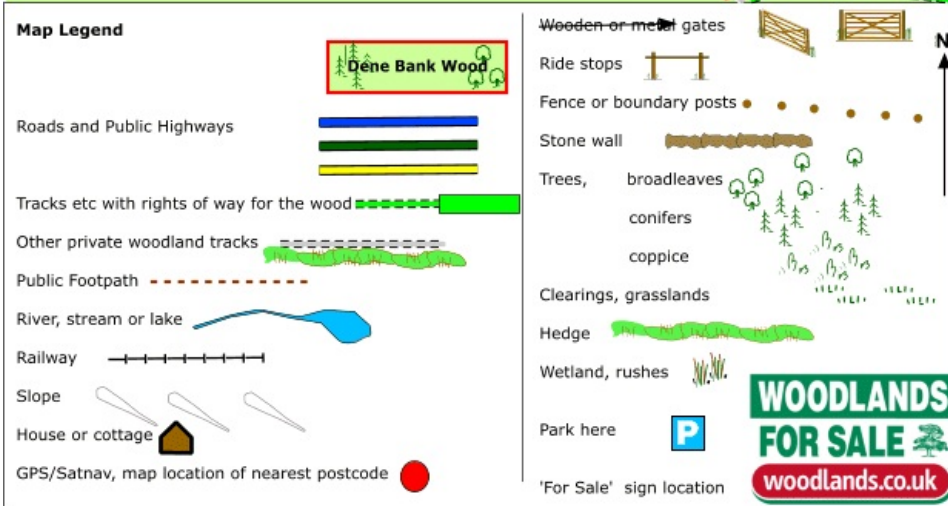 Map Legend
Dene Bank Wood
Roads and Public Highways
Tracks etc with rights of way for the wood
Other private woodland tracks
Public Footpath
River, stream or lake
Railway
Slope
House or cottage
GPS/Satnav, map location of nearest postcode
Wooden or metal gates
N
Ride stops
Fence or boundary posts
Stone wall
Trees, broadleaves
conifers
coppice
Clearings, grasslands
Hedge
Wetland, rushes
Park here
P
'For Sale' sign location
WOODLANDS
FOR SALE
woodlands.co.uk